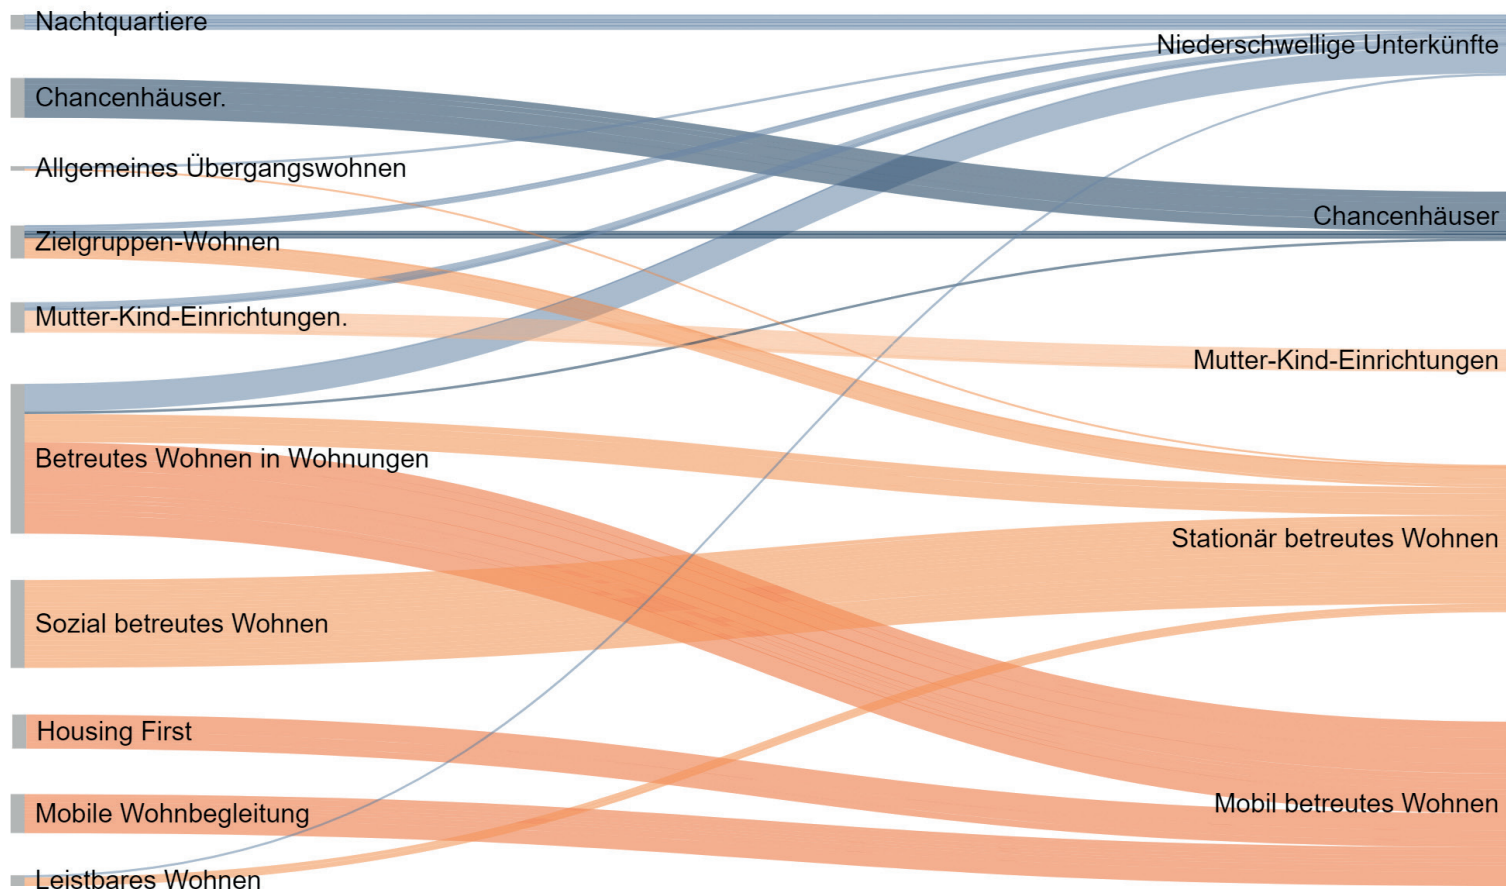 Nachtquartiere
Chancenhäuser.
Allgemeines Übergangswohnen
Zielgruppen-Wohnen
Mutter-Kind-Einrichtungen.
Betreutes Wohnen in Wohnungen
Sozial betreutes Wohnen
Housing First
Mobile Wohnbegleitung
Leistbares Wohnen
Niederschwellige Unterkünfte
Chancenhäuser
Mutter-Kind-Einrichtungen
Stationär betreutes Wohnen
Mobil betreutes Wohnen